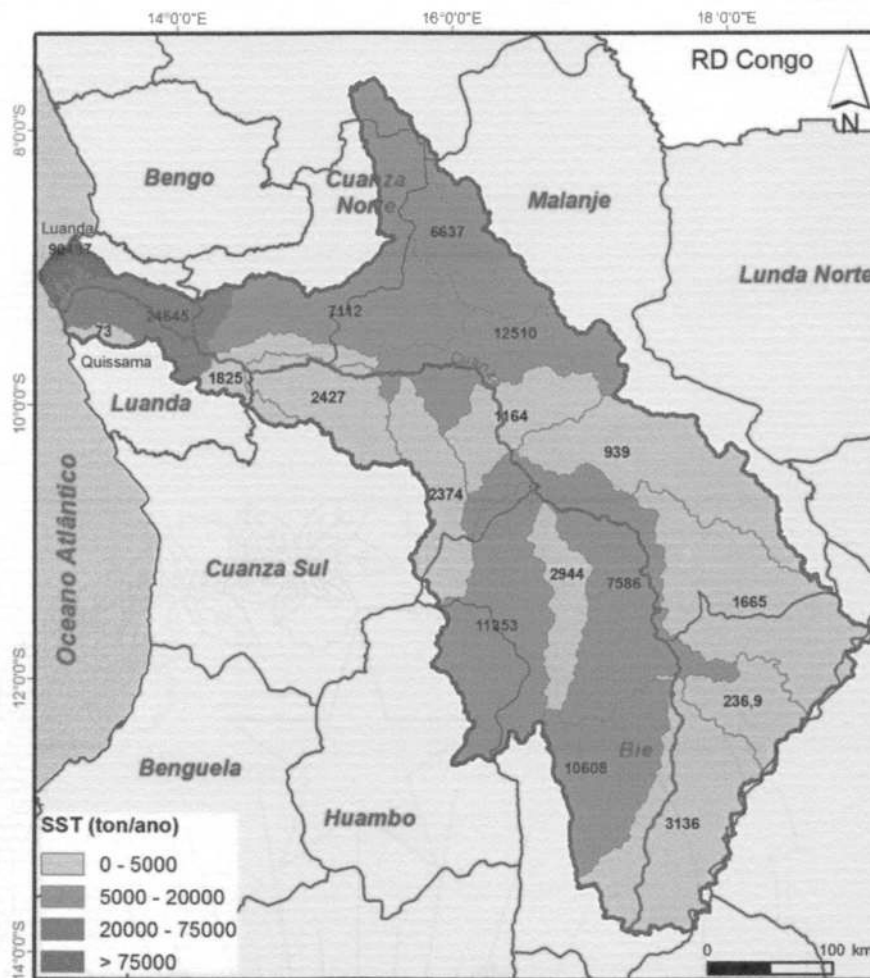 14°0'0"E 16°0'0"E 18°0'0"E
RD Congo
N
8°0'0"S
Bengo
Cuanza
Norte
Malanje
6637
Luanda
Lunda Norte
24645
7112
12510
73
Quissama
1825
Luanda
2427
10°0'0"S
1164
939
2374
Oceano Atlântico
Cuanza Sul
2944
7586
1665
11353
12°0'0"S
236,9
Bie
Benguela
10608
Huambo
3136
SST (ton/ano)
0 - 5000
5000 - 20000
20000 - 75000
> 75000
0 100 km
14°0'0"S